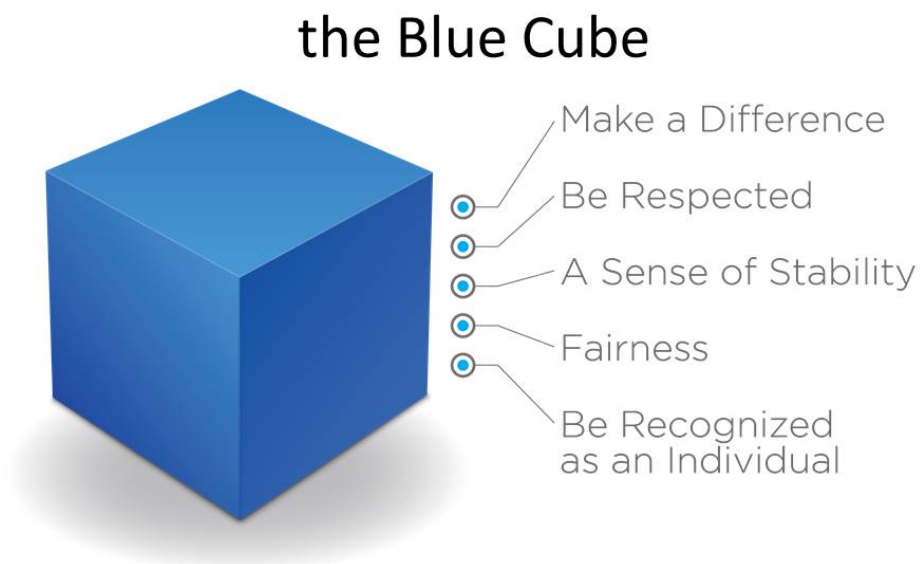 the Blue Cube
Make a Difference
Be Respected
A Sense of Stability
Fairness
Be Recognized
as an Individual